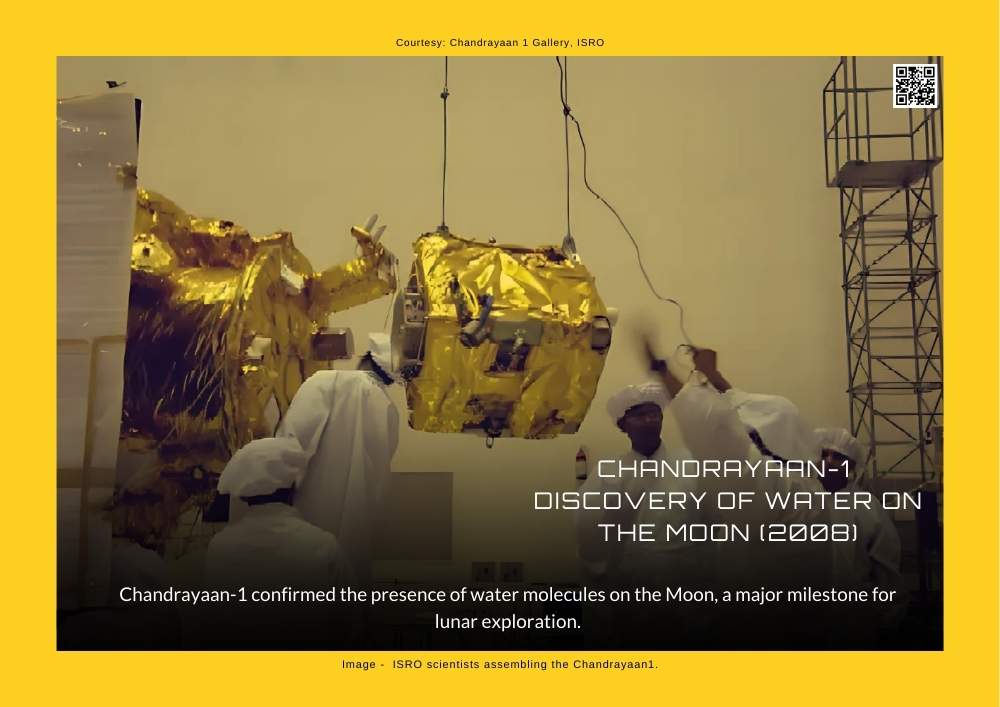 Courtesy: Chandrayaan 1 Gallery, ISRO
CHANDRAYAAN-1
DISCOVERY OF WATER ON
THE MOON (2008)
Chandrayaan-1 confirmed the presence of water molecules on the Moon, a major milestone for
lunar exploration.
Image - ISRO scientists assembling the Chandrayaan1.